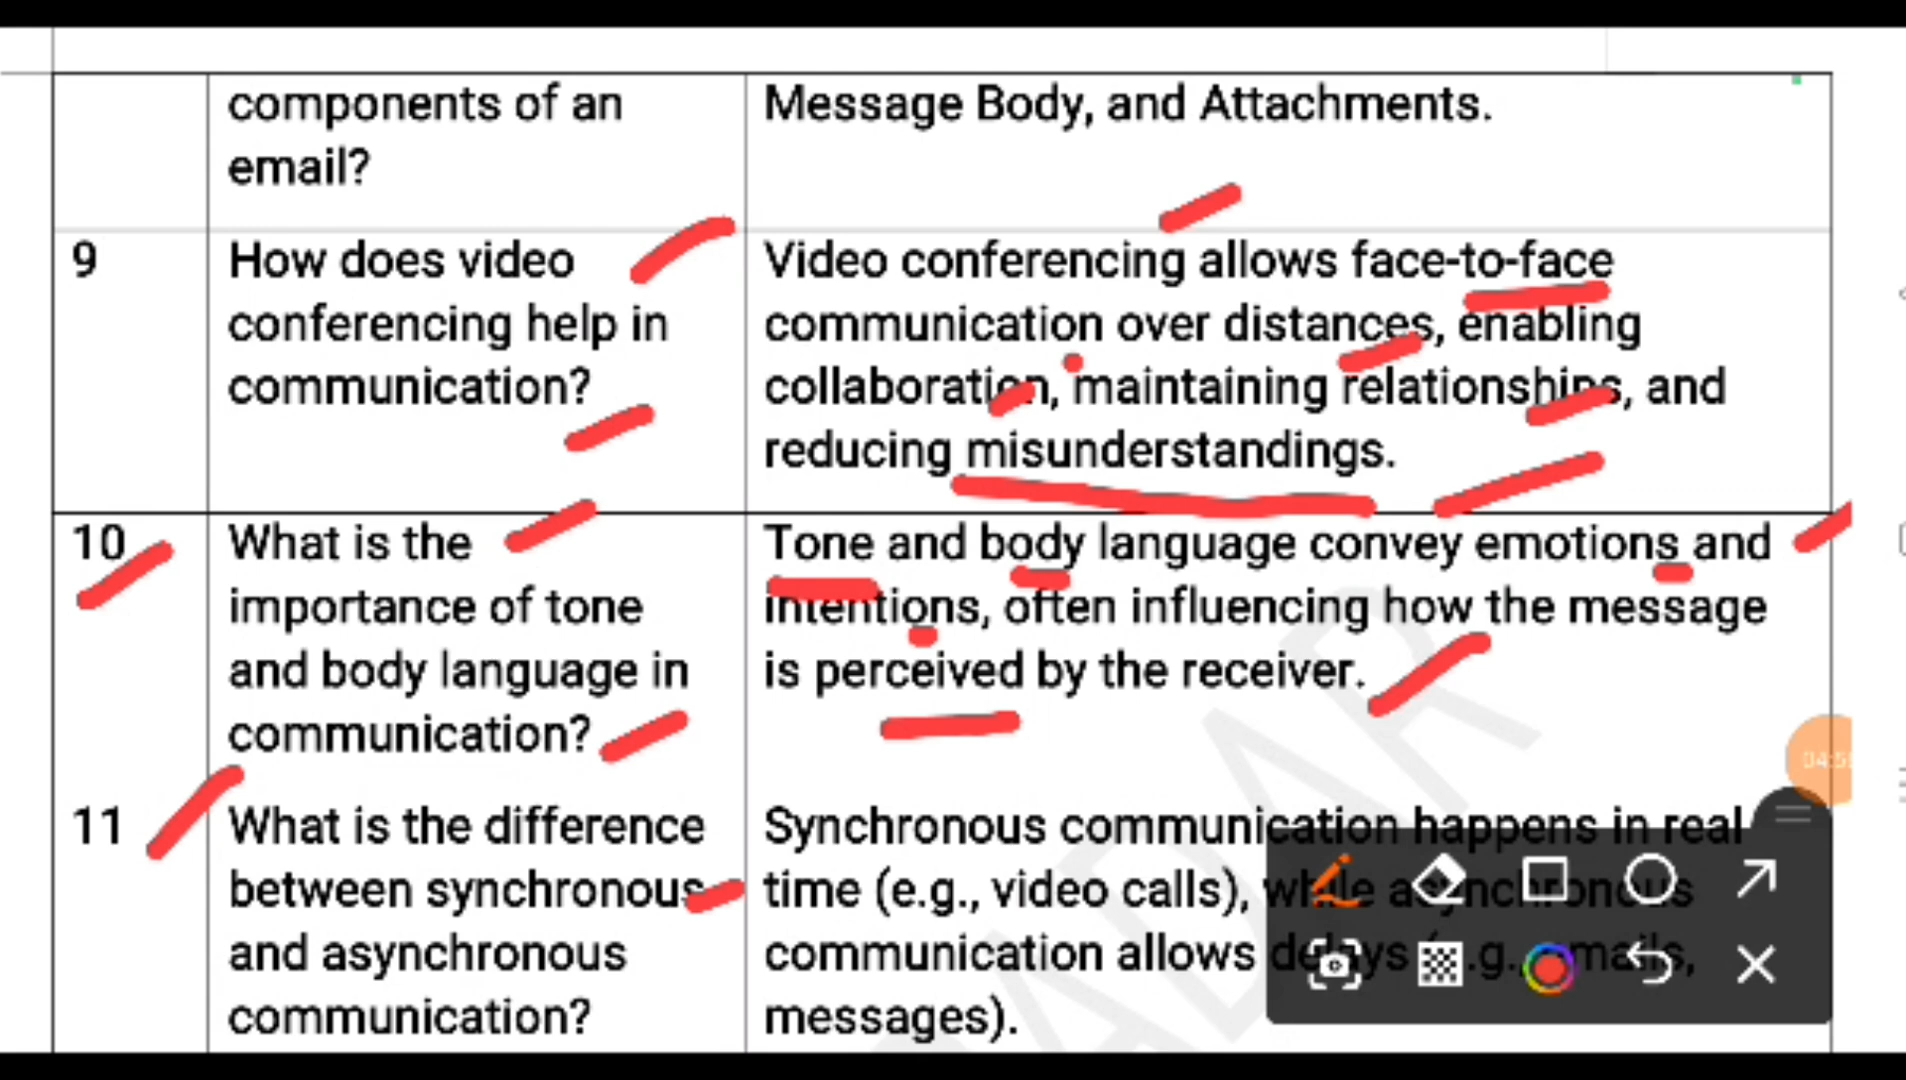 components of an
email?
Message Body, and Attachments.
9
How does video
conferencing help in
communication?
Video conferencing allows face-to-face
communication over distances, enabling
collaboration, maintaining relationships, and
reducing misunderstandings.
10
What is the
importance of tone
and body language in
communication?
Tone and body language convey emotions and
intentions, often influencing how the message
is perceived by the receiver.
11
What is the difference
between synchronous
and asynchronous
communication?
Synchronous communication happens in real
time (e.g., video calls), while asynchronous
communication allows delays (e.g., emails,
messages).